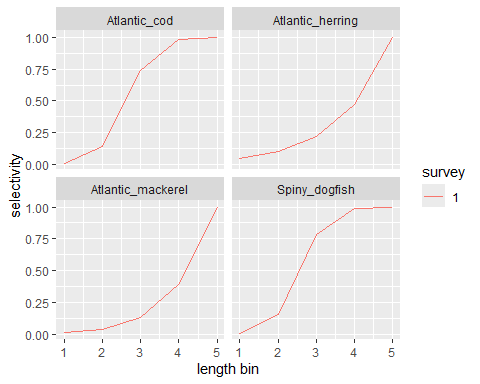 Atlantic_cod
Atlantic_herring
1.00
0.75
0.50
0.25
0.00
Atlantic_mackerel
Spiny_dogfish
1.00
0.75
0.50
0.25
0.00
1 2 3 4 5
1 2 3 4 5
length bin
selectivity
survey
1